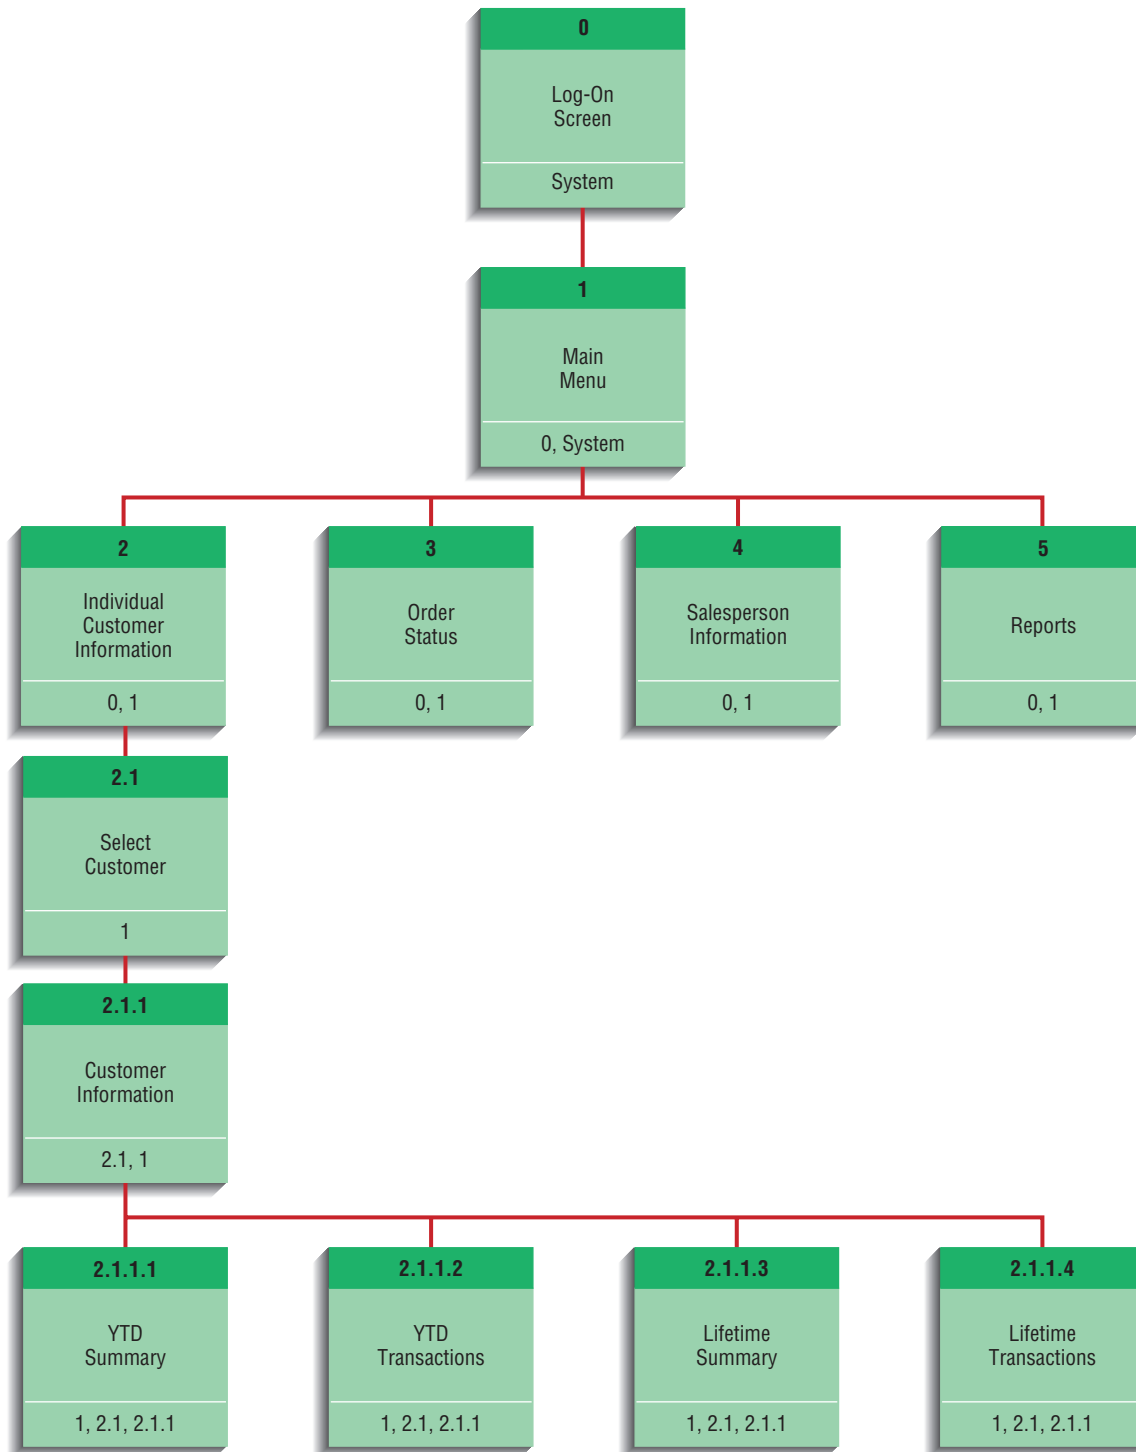 0
Log-On
Screen
System
1
Main
Menu
0, System
2
Individual
Customer
Information
0, 1
3
Order
Status
0, 1
4
Salesperson
Information
0, 1
5
Reports
0, 1
2.1
Select
Customer
1
2.1.1
Customer
Information
2.1, 1
2.1.1.1
YTD
Summary
1, 2.1, 2.1.1
2.1.1.2
YTD
Transactions
1, 2.1, 2.1.1
2.1.1.3
Lifetime
Summary
1, 2.1, 2.1.1
2.1.1.4
Lifetime
Transactions
1, 2.1, 2.1.1